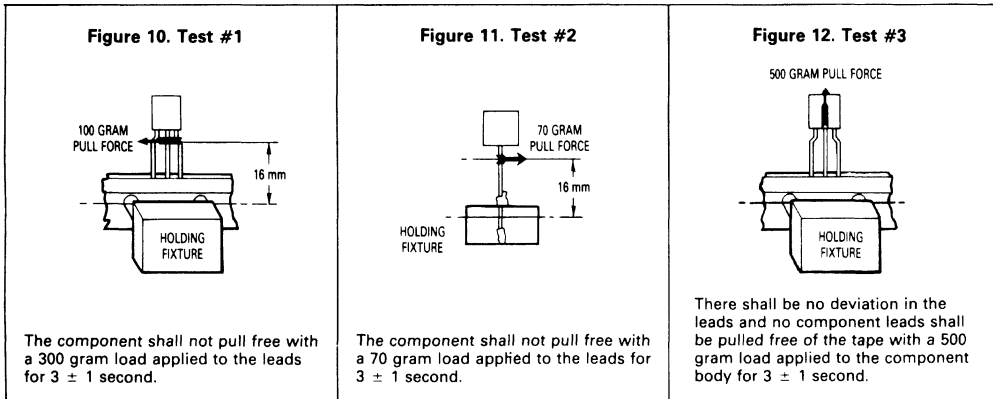 Figure 10. Test #1
100 GRAM
PULL FORCE
16 mm
HOLDING
FIXTURE
The component shall not pull free with
a 300 gram load applied to the leads
for 3 ± 1 second.
Figure 11. Test #2
70 GRAM
PULL FORCE
16 mm
HOLDING
FIXTURE
The component shall not pull free with
a 70 gram load applied to the leads for
3 ± 1 second.
Figure 12. Test #3
500 GRAM PULL FORCE
HOLDING
FIXTURE
There shall be no deviation in the
leads and no component leads shall
be pulled free of the tape with a 500
gram load applied to the component
body for 3 ± 1 second.